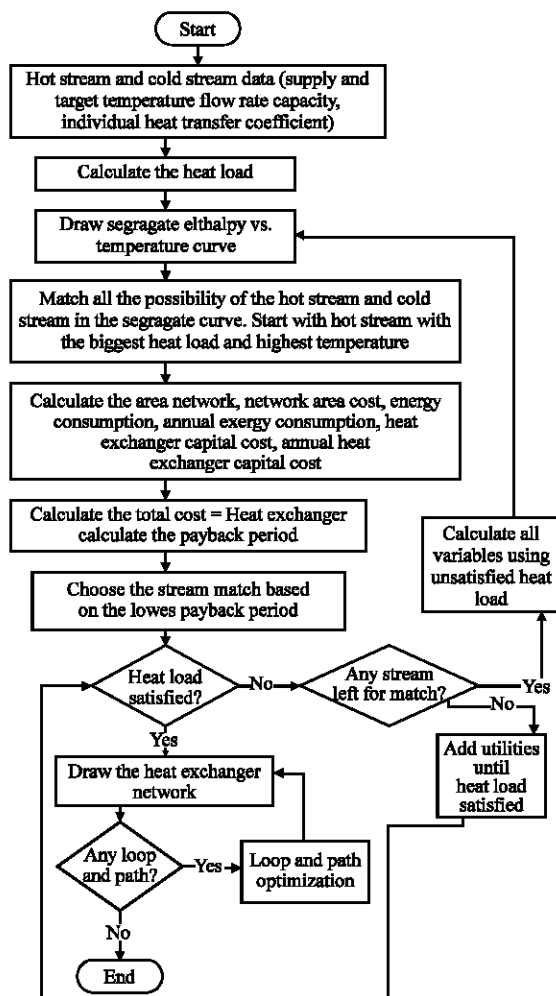 Start
Hot stream and cold stream data (supply and
target temperature flow rate capacity,
individual heat transfer coefficient)
Calculate the heat load
Draw segragate elthalpy vs.
temperature curve
Match all the possibility of the hot stream and cold
stream in the segragate curve. Start with hot stream with
the biggest heat load and highest temperature
Calculate the area network, network area cost, energy
consumption, annual exergy consumption, heat
exchanger capital cost, annual heat
exchanger capital cost
Calculate the total cost = Heat exchanger
calculate the payback period
Choose the stream match based
on the lowes payback period
Heat load
satisfied?
No
Any stream
left for match?
Yes
Calculate all
variables using
unsatisfied heat
load
No
Add utilities
until
heat load
satisfied
Yes
Draw the heat exchanger
network
Any loop
and path?
Yes
Loop and path
optimization
No
End